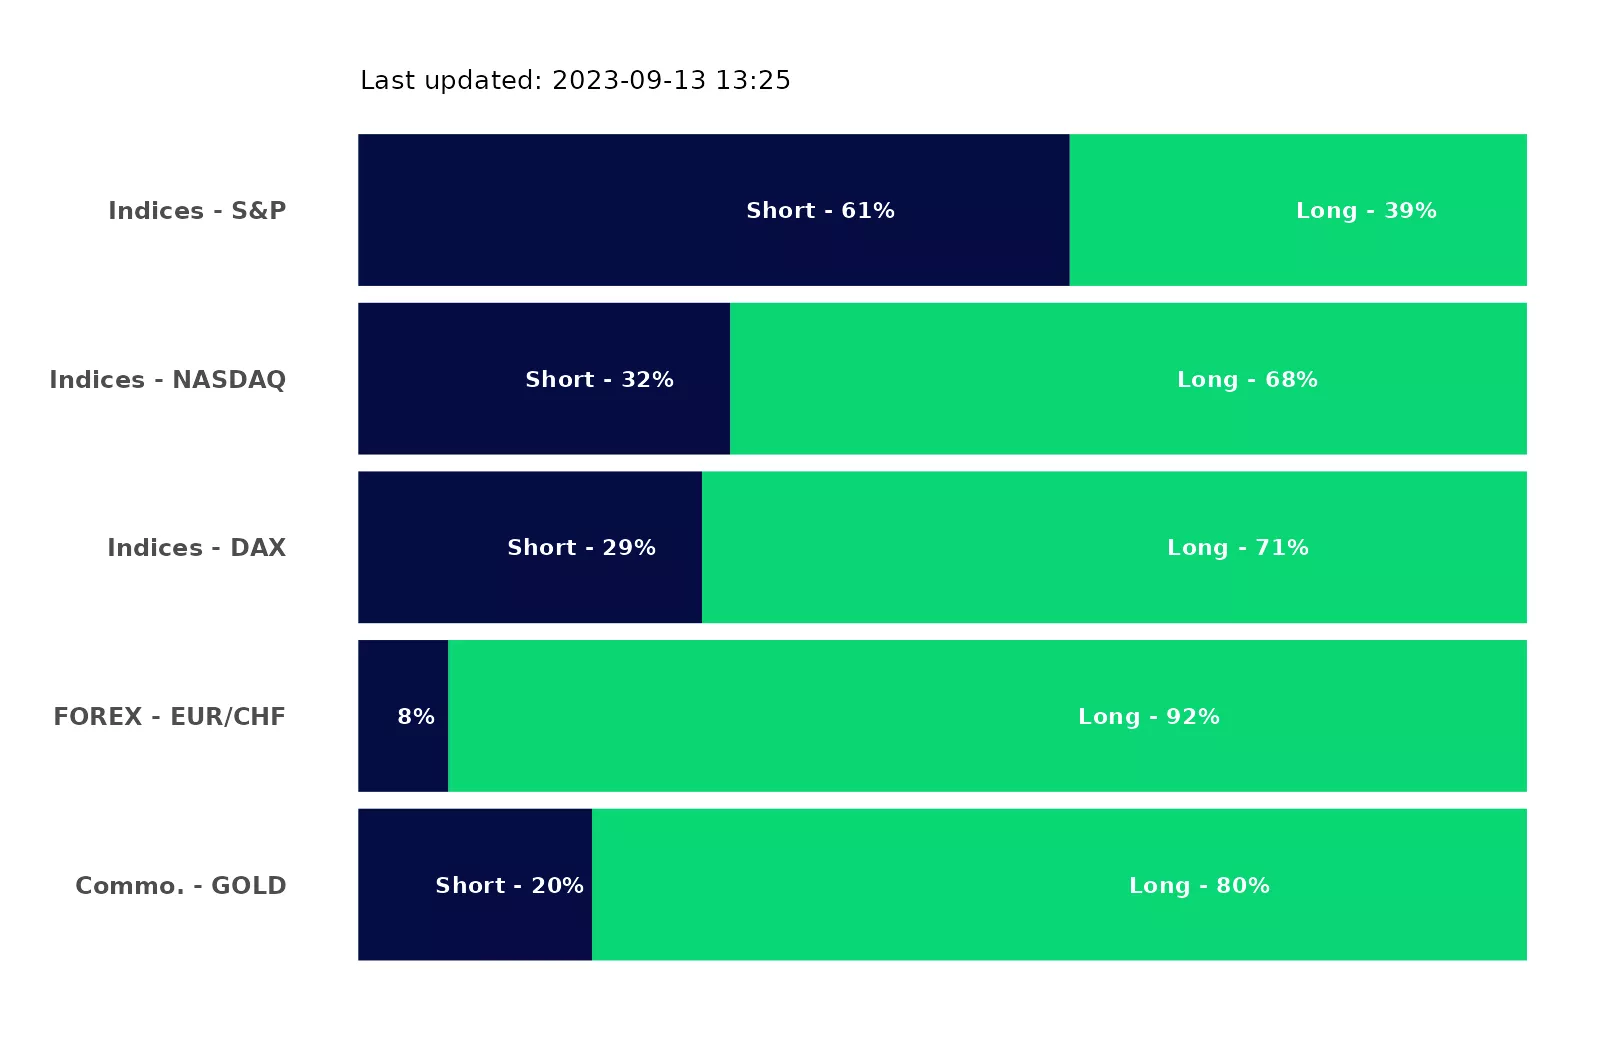 Last updated: 2023-09-13 13:25
Indices - S&P
Short - 61%
Long - 39%
Indices - NASDAQ
Short - 32%
Long - 68%
Indices - DAX
Short - 29%
Long - 71%
FOREX - EUR/CHF
8%
Long - 92%
Commo. - GOLD
Short - 20%
Long - 80%